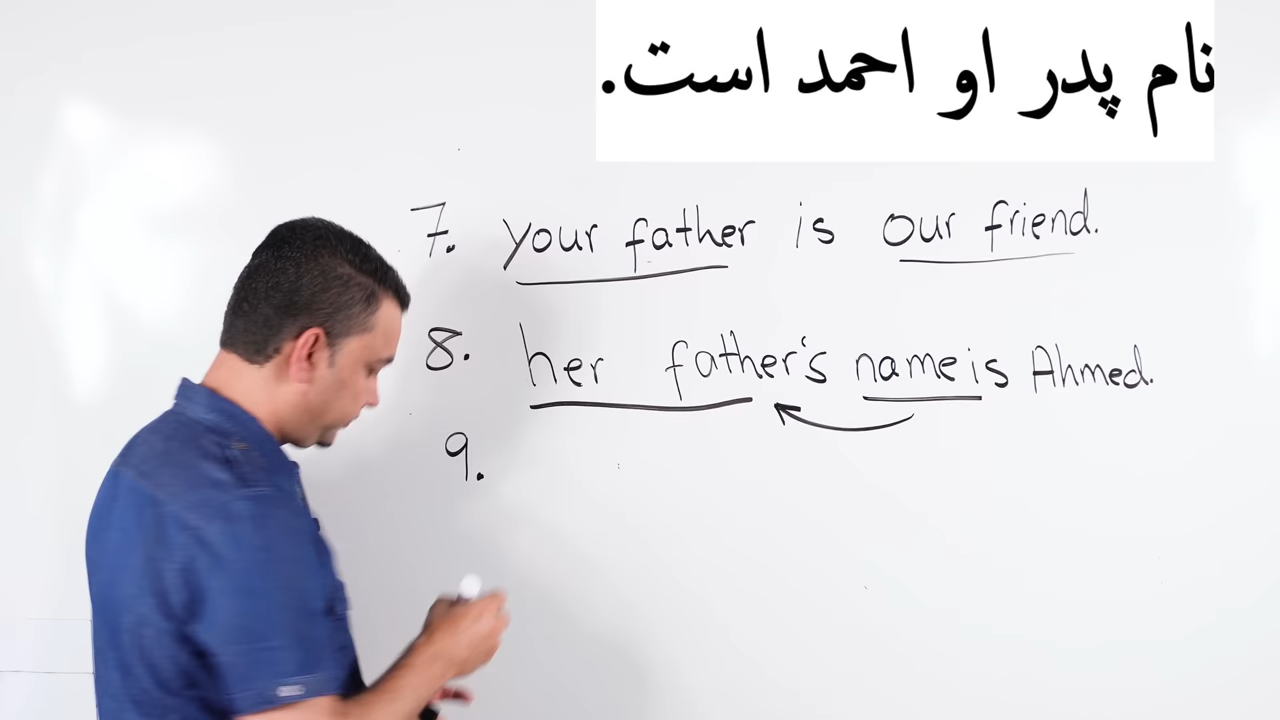 نام پدر او احمد است.
7. your father is our friend.
8. her father's name is Ahmed.
9.